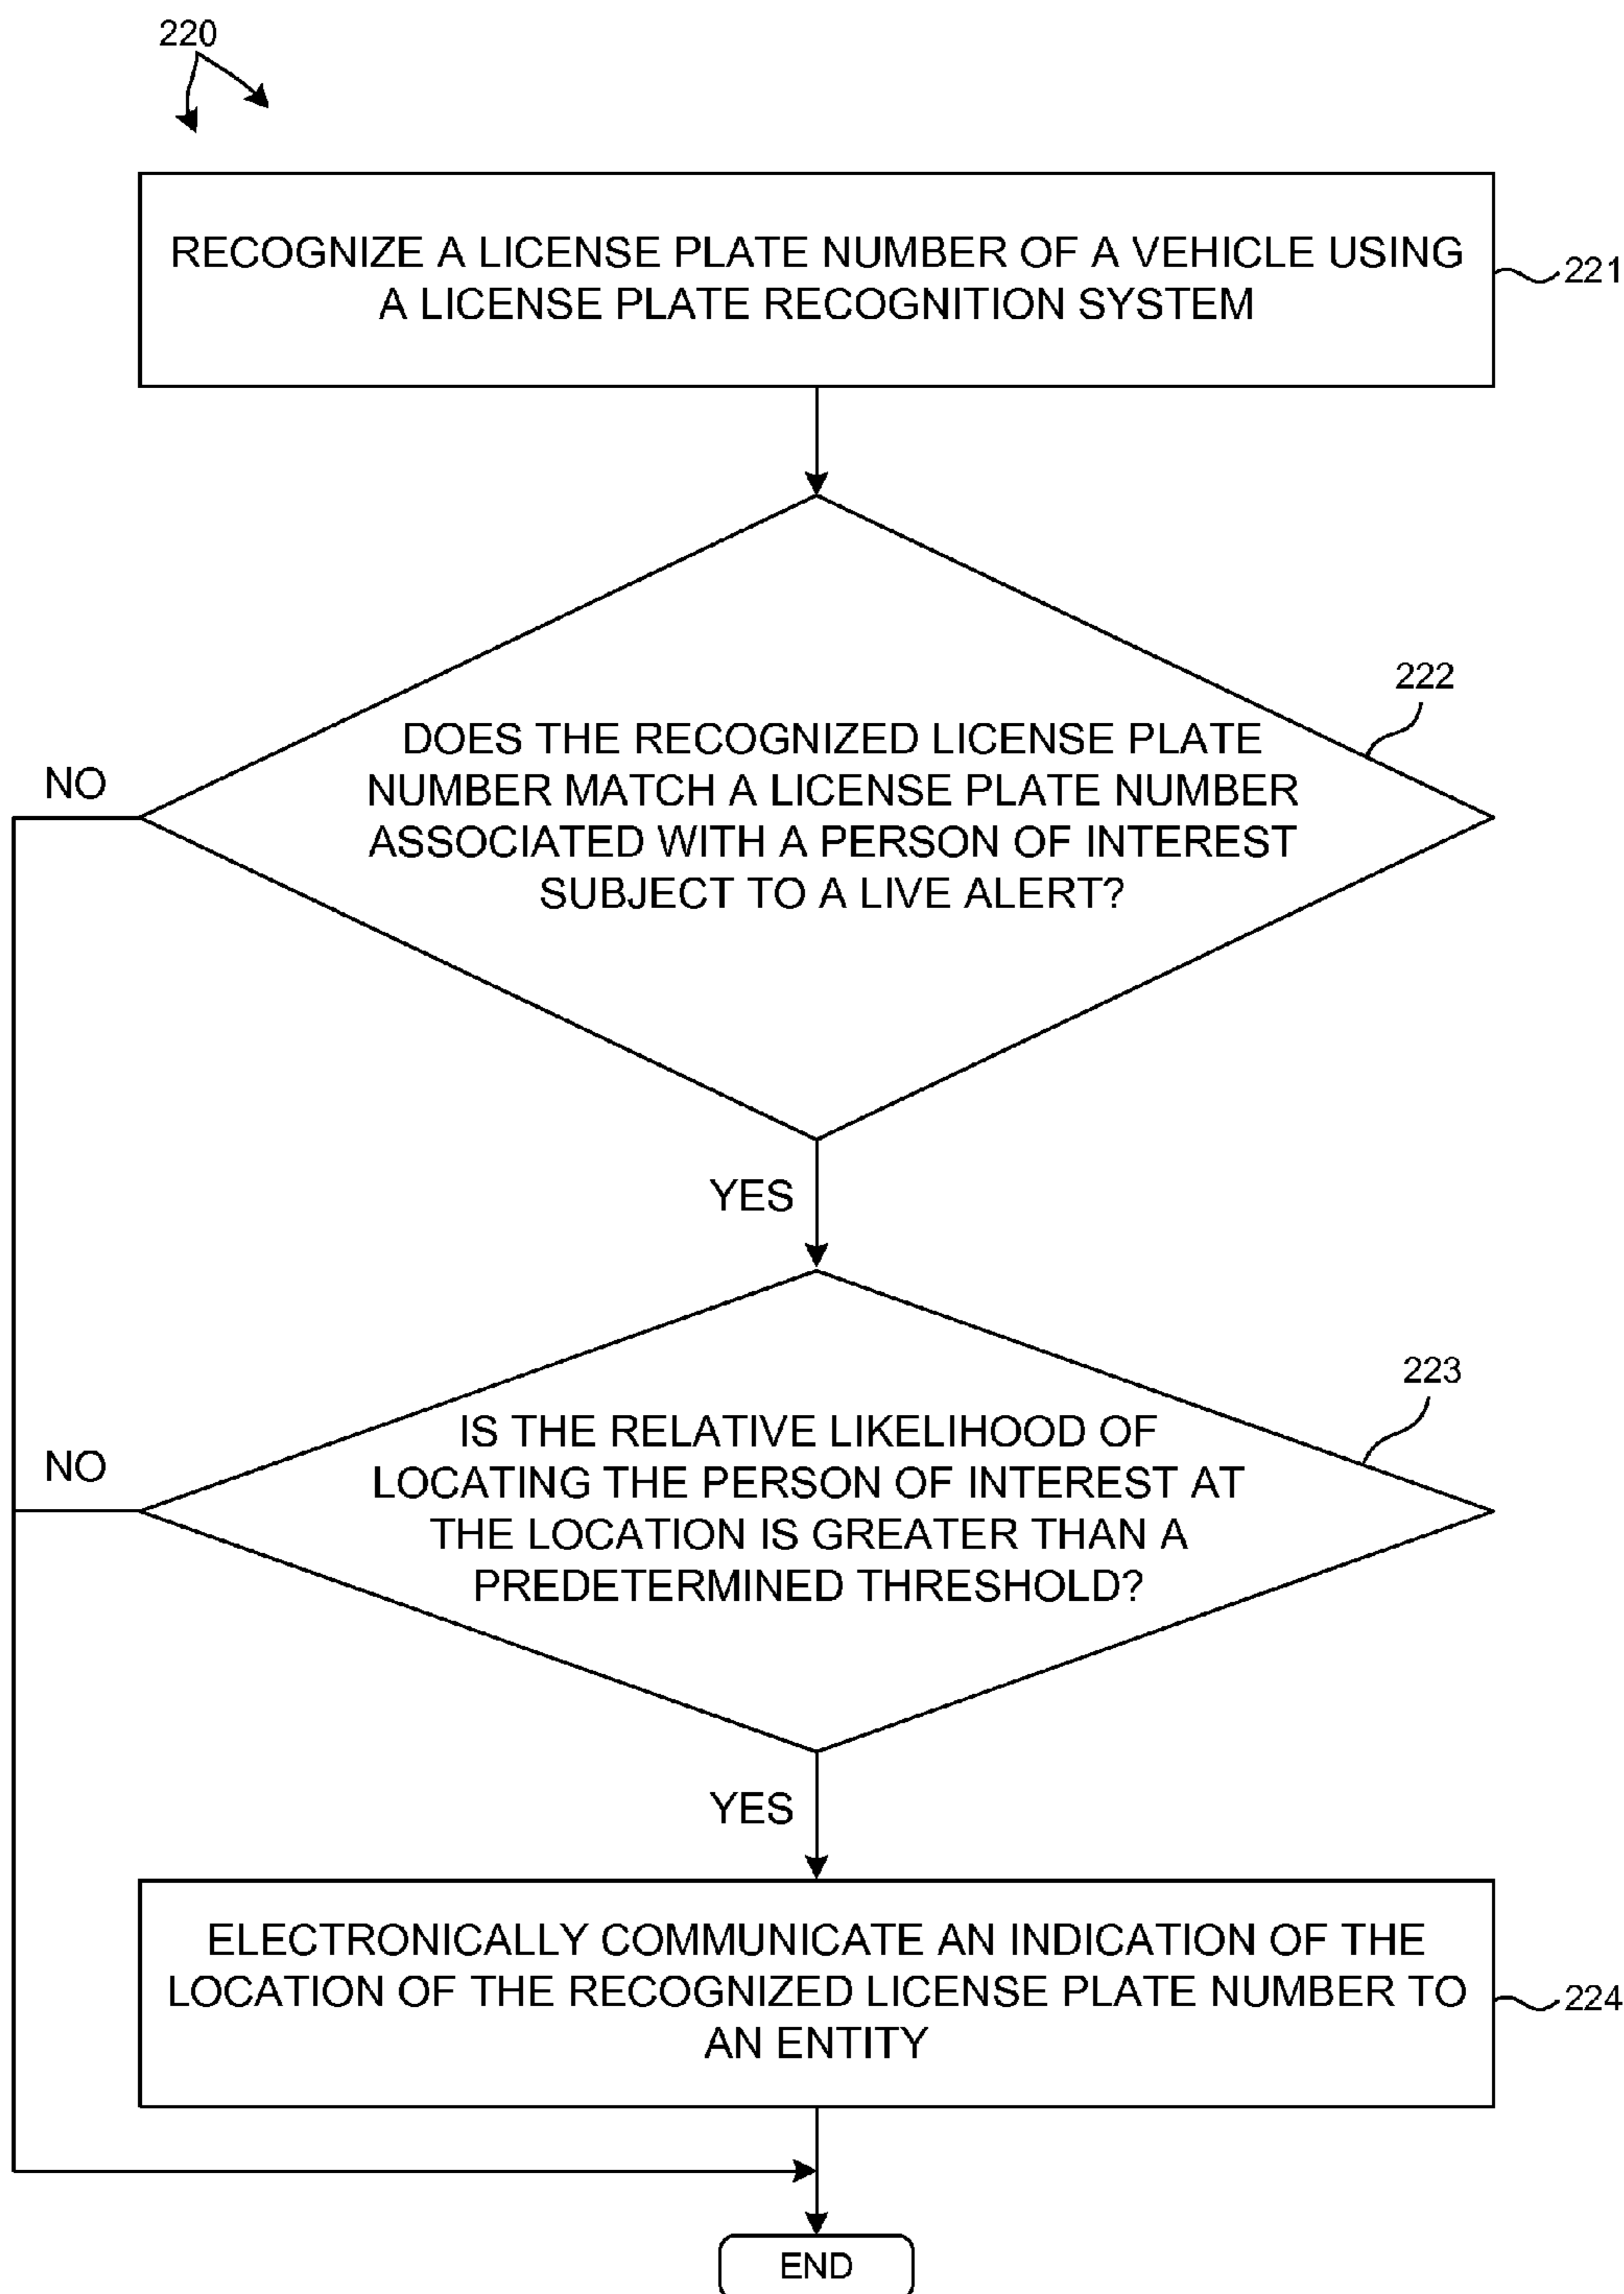 220
RECOGNIZE A LICENSE PLATE NUMBER OF A VEHICLE USING
A LICENSE PLATE RECOGNITION SYSTEM
221
222
DOES THE RECOGNIZED LICENSE PLATE
NUMBER MATCH A LICENSE PLATE NUMBER
ASSOCIATED WITH A PERSON OF INTEREST
SUBJECT TO A LIVE ALERT?
NO
YES
223
IS THE RELATIVE LIKELIHOOD OF
LOCATING THE PERSON OF INTEREST AT
THE LOCATION IS GREATER THAN A
PREDETERMINED THRESHOLD?
NO
YES
ELECTRONICALLY COMMUNICATE AN INDICATION OF THE
LOCATION OF THE RECOGNIZED LICENSE PLATE NUMBER TO
AN ENTITY
224
END